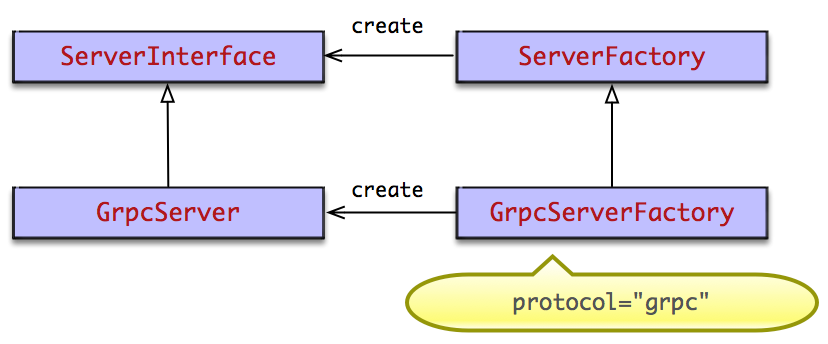 create
ServerInterface
ServerFactory
create
GrpcServer
GrpcServerFactory
protocol="grpc"